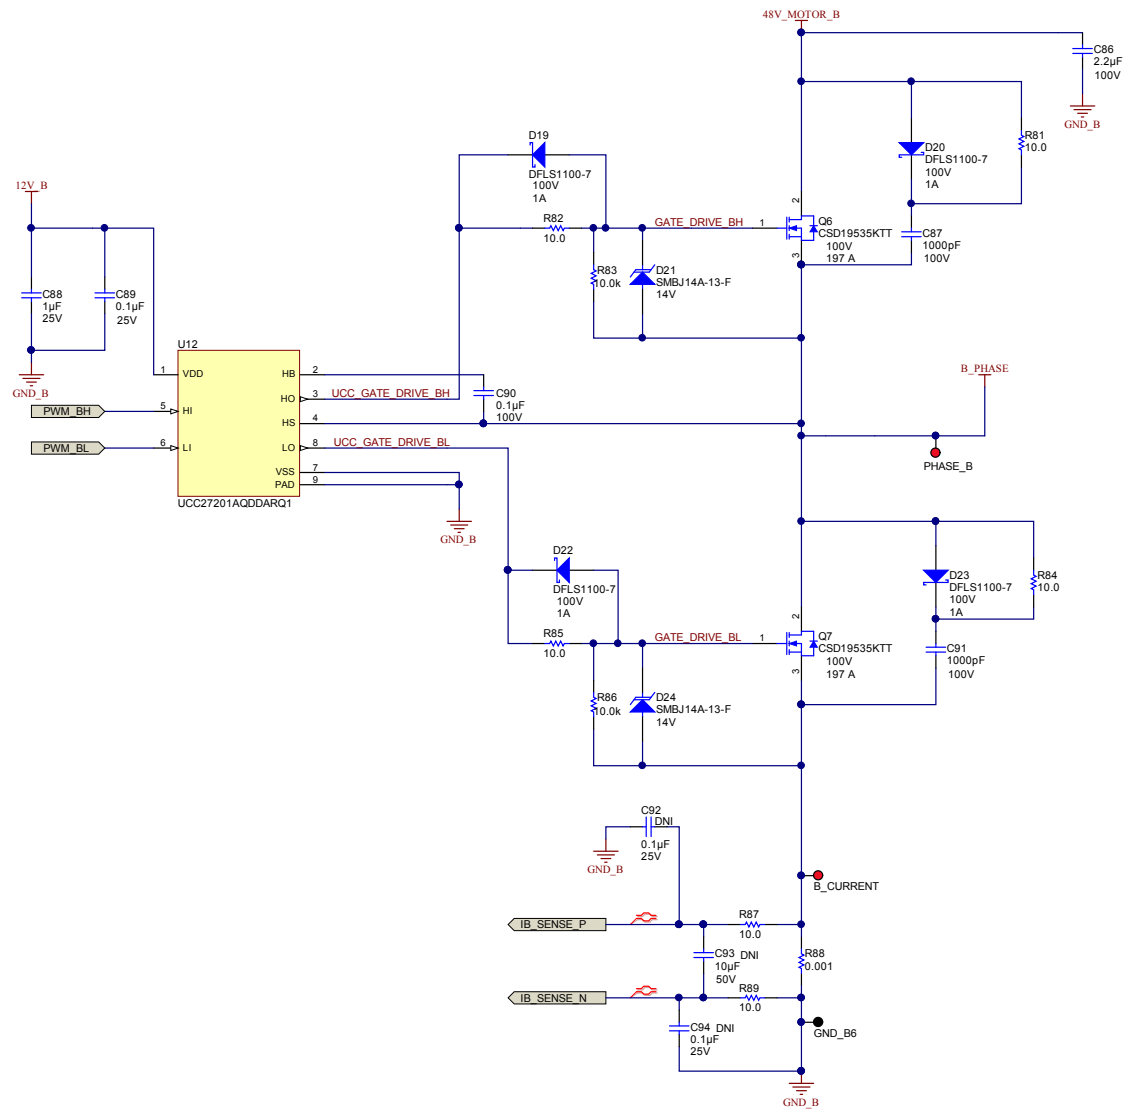 48V_MOTOR_B
C86
2.2µF
100V
GND_B
D19
DFLS1100-7
100V
1A
D20
DFLS1100-7
100V
1A
R81
10.0
12V_B
R82
10.0
GATE_DRIVE_BH
1
2
3
Q6
CSD19535KTT
100V
197 A
C87
1000pF
100V
R83
10.0k
D21
SMBJ14A-13-F
14V
C88
1µF
25V
C89
0.1µF
25V
GND_B
U12
1
VDD
HB
2
HO
3
UCC_GATE_DRIVE_BH
C90
0.1µF
100V
B_PHASE
PWM_BH
5
HI
HS
4
PWM_BL
6
LI
LO
8
UCC_GATE_DRIVE_BL
VSS
7
PAD
9
UCC27201AQDDARQ1
GND_B
PHASE_B
D22
DFLS1100-7
100V
1A
D23
DFLS1100-7
100V
1A
R84
10.0
R85
10.0
GATE_DRIVE_BL
1
2
3
Q7
CSD19535KTT
100V
197 A
C91
1000pF
100V
R86
10.0k
D24
SMBJ14A-13-F
14V
C92
DNI
0.1µF
25V
GND_B
B_CURRENT
IB_SENSE_P
R87
10.0
C93 DNI
10µF
50V
R88
0.001
IB_SENSE_N
R89
10.0
C94 DNI
0.1µF
25V
GND_B6
GND_B